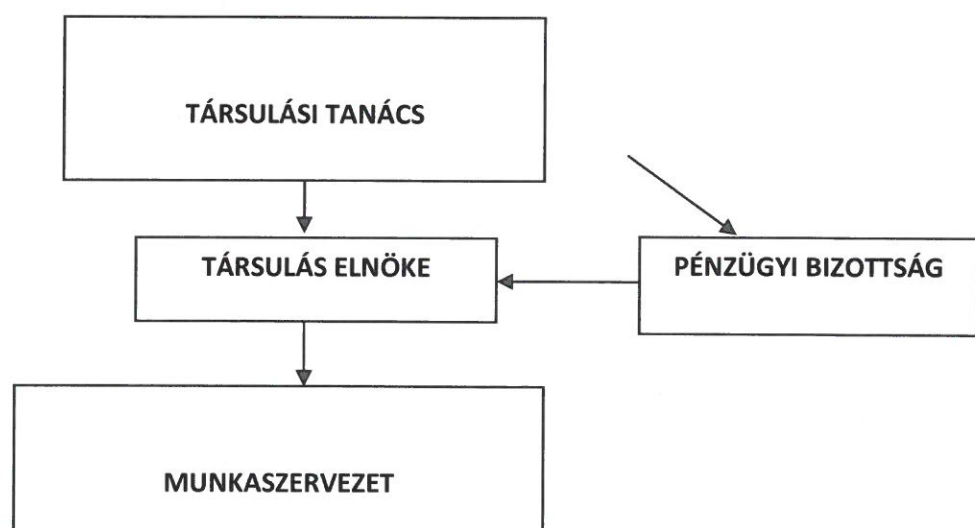 TÁRSULÁSI TANÁCS
TÁRSULÁS ELNÖKE
PÉNZÜGYI BIZOTTSÁG
MUNKASZERVEZET